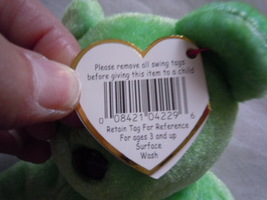 Please remove all swing tags
before giving this item to a child
0 08421 04229 6
Retain Tag For Reference
For ages 3 and up
Surface
Wash